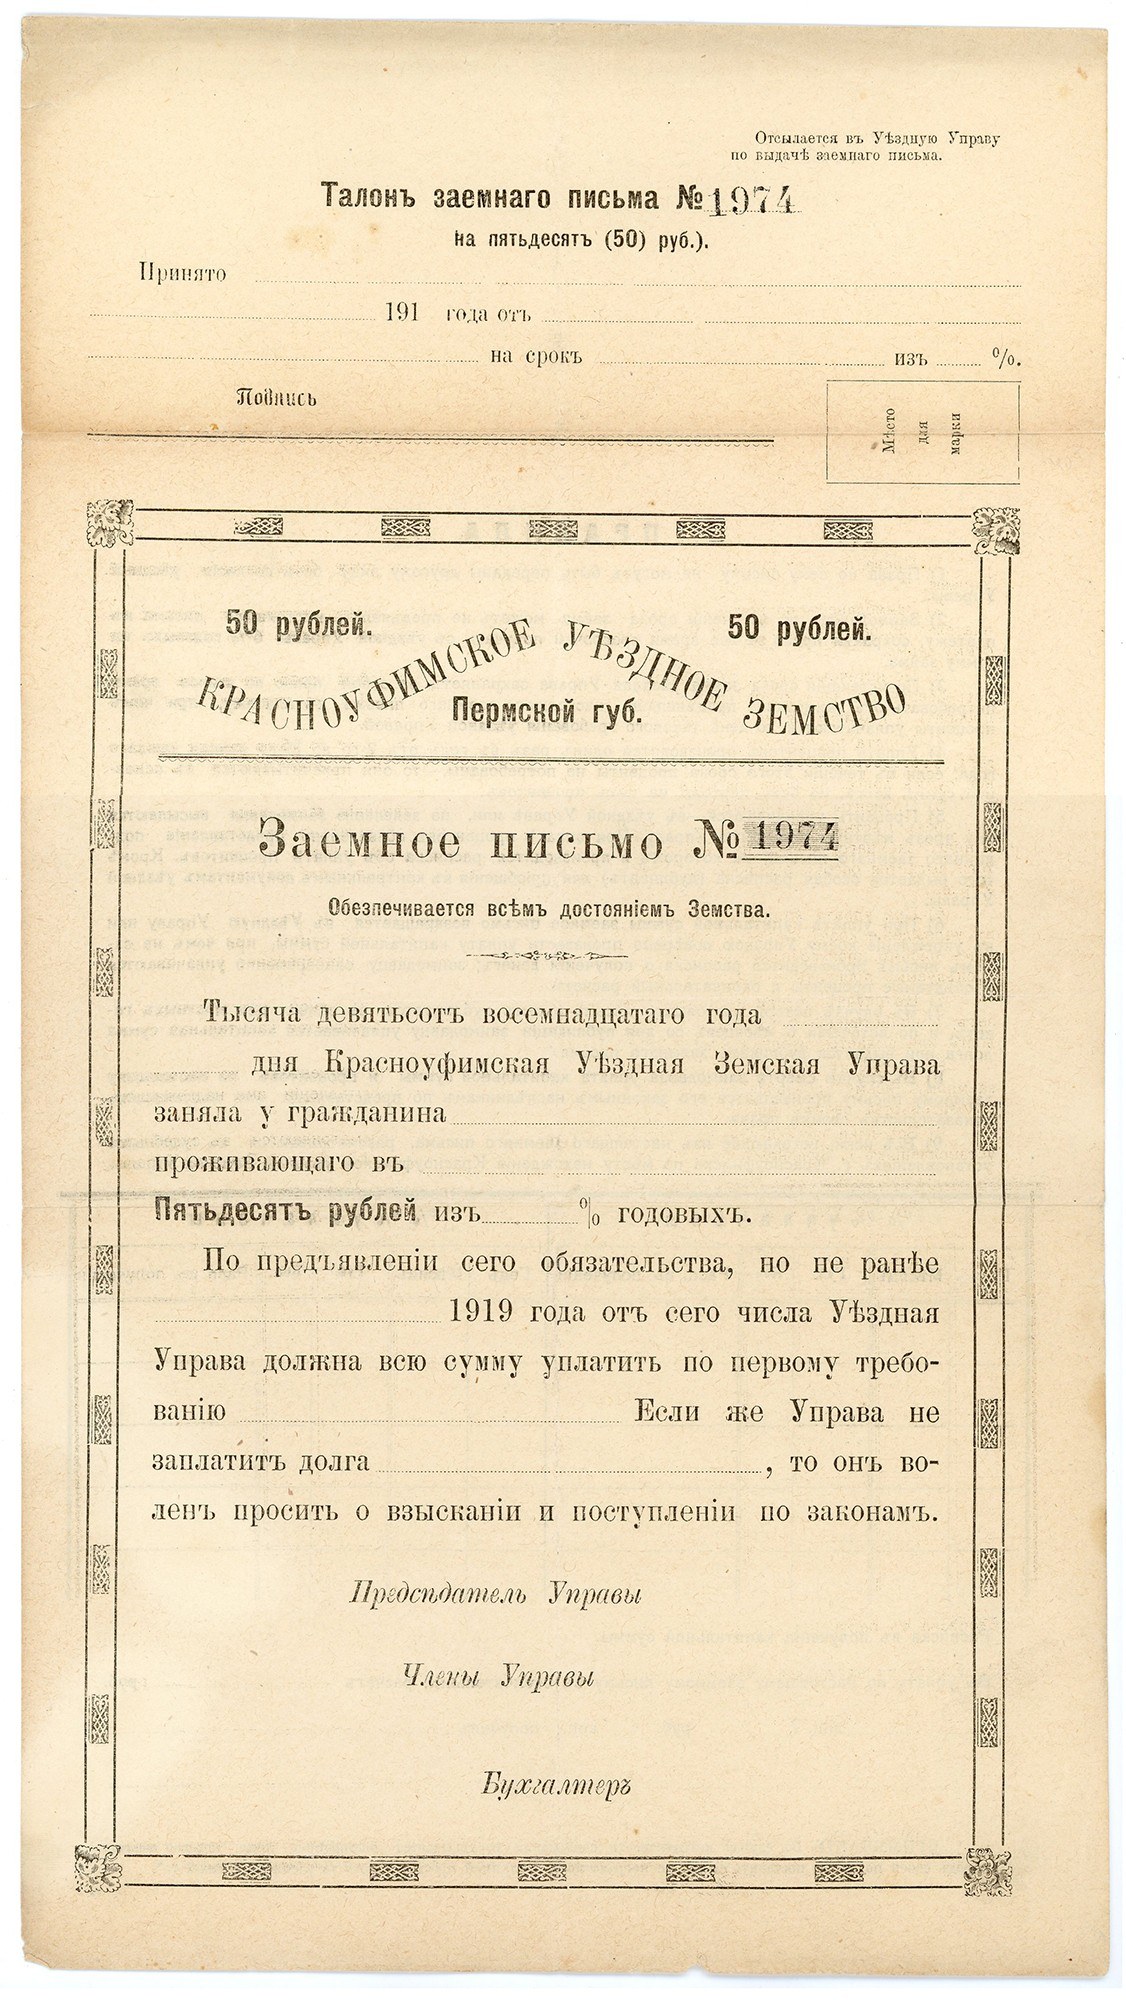 Отсылается въ Уѣздную Управу
по выдачѣ заемнаго письма.
Талонъ заемнаго письма № 1974
на пятьдесятъ (50) руб.).
Принято
191 года отъ
на срокъ изъ %.
Подпись
Мѣсто
для
марки
50 рублей. 50 рублей.
КРАСНОУФИМСКОЕ УѢЗДНОЕ ЗЕМСТВО
Пермской губ.
Заемное письмо № 1974
Обезпечивается всѣмъ достояніемъ Земства.
Тысяча девятьсотъ восемнадцатаго года
дня Красноуфимская Уѣздная Земская Управа
заняла у гражданина
проживающаго въ
Пятьдесятъ рублей изъ % годовыхъ.
По предъявленіи сего обязательства, но не ранѣе
1919 года отъ сего числа Уѣздная
Управа должна всю сумму уплатить по первому требо-
ванію Если же Управа не
заплатитъ долга , то онъ во-
ленъ просить о взысканіи и поступленіи по законамъ.
Предсѣдатель Управы
Члены Управы
Бухгалтеръ